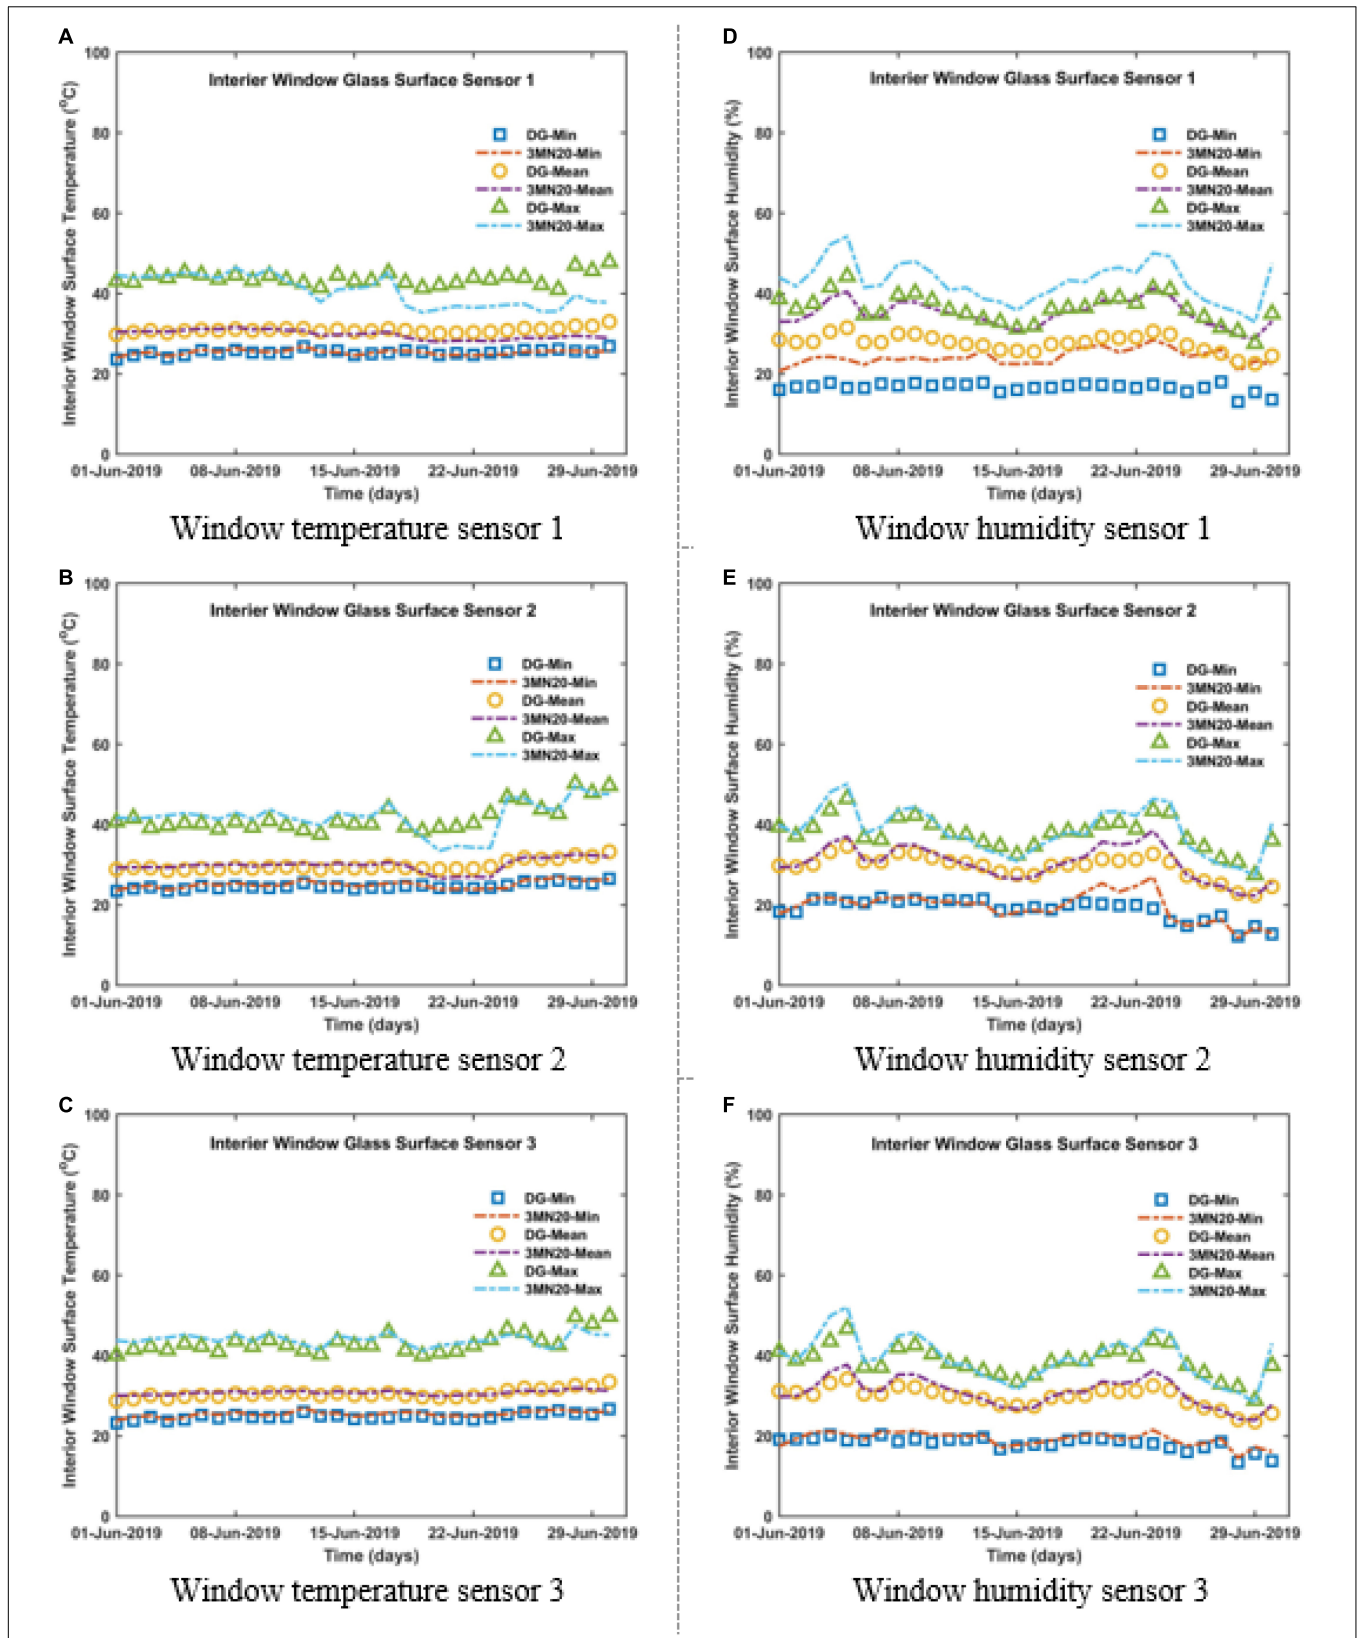 A
Interier Window Glass Surface Sensor 1
Interior Window Surface Temperature (°C)
100
80
60
40
20
0
DG-Min
3MN20-Min
DG-Mean
3MN20-Mean
DG-Max
3MN20-Max
01-Jun-2019 08-Jun-2019 15-Jun-2019 22-Jun-2019 29-Jun-2019
Time (days)
Window temperature sensor 1
D
Interier Window Glass Surface Sensor 1
Interior Window Surface Humidity (%)
100
80
60
40
20
0
DG-Min
3MN20-Min
DG-Mean
3MN20-Mean
DG-Max
3MN20-Max
01-Jun-2019 08-Jun-2019 15-Jun-2019 22-Jun-2019 29-Jun-2019
Time (days)
Window humidity sensor 1
B
Interier Window Glass Surface Sensor 2
Interior Window Surface Temperature (°C)
100
80
60
40
20
0
DG-Min
3MN20-Min
DG-Mean
3MN20-Mean
DG-Max
3MN20-Max
01-Jun-2019 08-Jun-2019 15-Jun-2019 22-Jun-2019 29-Jun-2019
Time (days)
Window temperature sensor 2
E
Interier Window Glass Surface Sensor 2
Interior Window Surface Humidity (%)
100
80
60
40
20
0
DG-Min
3MN20-Min
DG-Mean
3MN20-Mean
DG-Max
3MN20-Max
01-Jun-2019 08-Jun-2019 15-Jun-2019 22-Jun-2019 29-Jun-2019
Time (days)
Window humidity sensor 2
C
Interier Window Glass Surface Sensor 3
Interior Window Surface Temperature (°C)
100
80
60
40
20
0
DG-Min
3MN20-Min
DG-Mean
3MN20-Mean
DG-Max
3MN20-Max
01-Jun-2019 08-Jun-2019 15-Jun-2019 22-Jun-2019 29-Jun-2019
Time (days)
Window temperature sensor 3
F
Interier Window Glass Surface Sensor 3
Interior Window Surface Humidity (%)
100
80
60
40
20
0
DG-Min
3MN20-Min
DG-Mean
3MN20-Mean
DG-Max
3MN20-Max
01-Jun-2019 08-Jun-2019 15-Jun-2019 22-Jun-2019 29-Jun-2019
Time (days)
Window humidity sensor 3